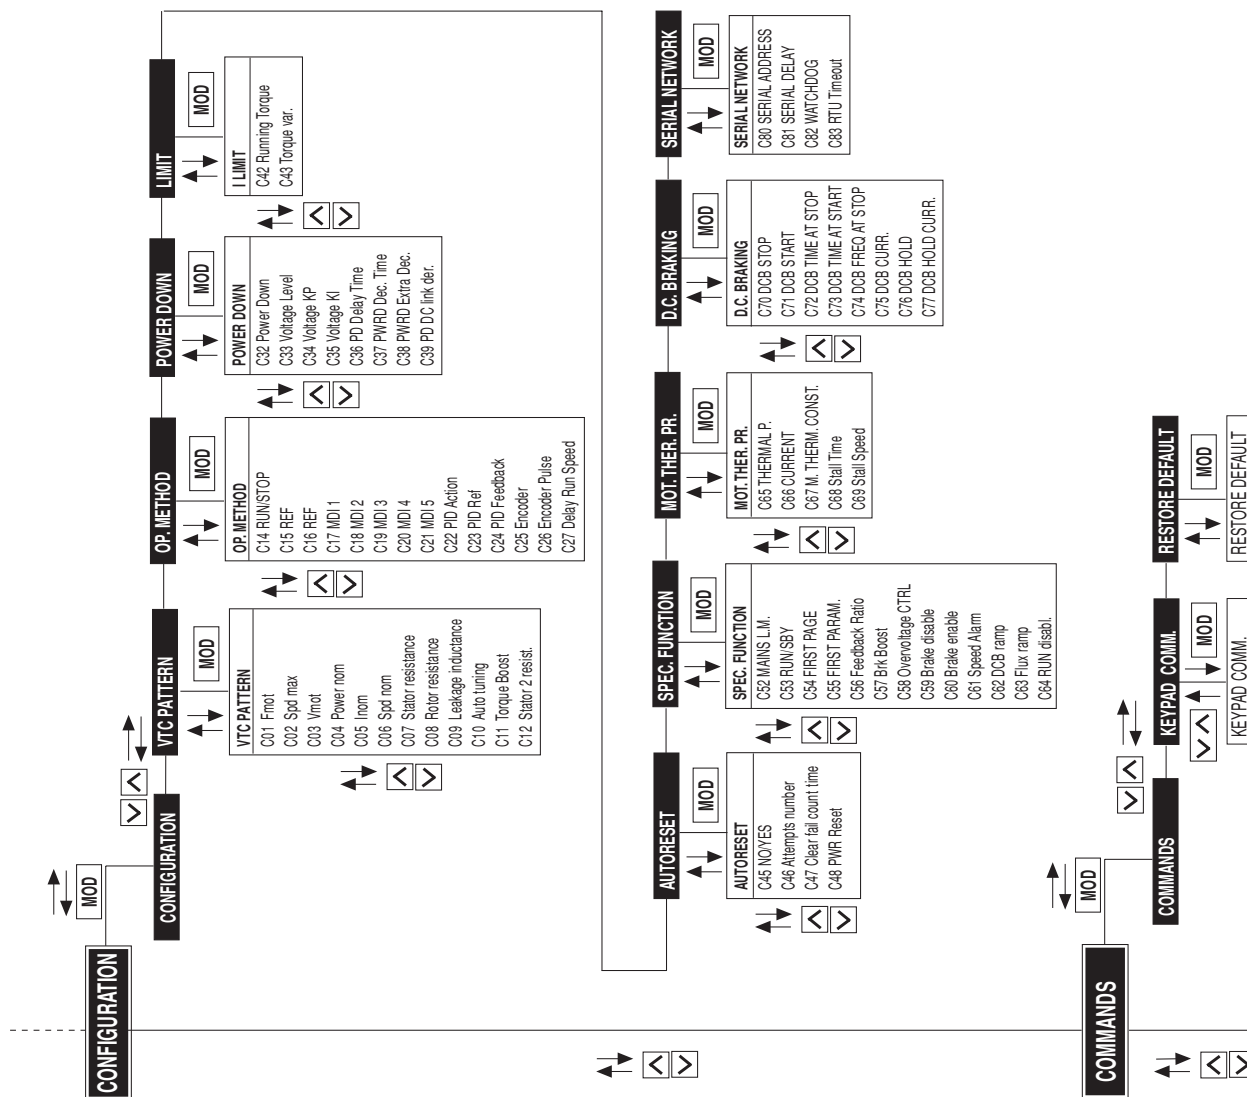 CONFIGURATION
MOD
CONFIGURATION
VTC PATTERN
MOD
VTC PATTERN
C01 Fmot
C02 Spd max
C03 Vmot
C04 Power nom
C05 Inom
C06 Spd nom
C07 Stator resistance
C08 Rotor resistance
C09 Leakage inductance
C10 Auto tuning
C11 Torque Boost
C12 Stator 2 resist.
OP. METHOD
MOD
OP. METHOD
C14 RUN/STOP
C15 REF
C16 REF
C17 MDI 1
C18 MDI 2
C19 MDI 3
C20 MDI 4
C21 MDI 5
C22 PID Action
C23 PID Ref
C24 PID Feedback
C25 Encoder
C26 Encoder Pulse
C27 Delay Run Speed
POWER DOWN
MOD
POWER DOWN
C32 Power Down
C33 Voltage Level
C34 Voltage KP
C35 Voltage KI
C36 PD Delay Time
C37 PWRD Dec. Time
C38 PWRD Extra Dec.
C39 PD DC link der.
LIMIT
MOD
I LIMIT
C42 Running Torque
C43 Torque var.
AUTORESET
MOD
AUTORESET
C45 NO/YES
C46 Attempts number
C47 Clear fail count time
C48 PWR Reset
SPEC. FUNCTION
MOD
SPEC. FUNCTION
C52 MAINS L.M.
C53 RUN/SBY
C54 FIRST PAGE
C55 FIRST PARAM.
C56 Feedback Ratio
C57 Brk Boost
C58 Overvoltage CTRL
C59 Brake disable
C60 Brake enable
C61 Speed Alarm
C62 DCB ramp
C63 Flux ramp
C64 RUN disabl.
MOT. THER. PR.
MOD
MOT. THER. PR.
C65 THERMAL P.
C66 CURRENT
C67 M. THERM. CONST.
C68 Stall Time
C69 Stall Speed
D.C. BRAKING
MOD
D.C. BRAKING
C70 DCB STOP
C71 DCB START
C72 DCB TIME AT STOP
C73 DCB TIME AT START
C74 DCB FREQ AT STOP
C75 DCB CURR.
C76 DCB HOLD
C77 DCB HOLD CURR.
SERIAL NETWORK
MOD
SERIAL NETWORK
C80 SERIAL ADDRESS
C81 SERIAL DELAY
C82 WATCHDOG
C83 RTU Timeout
COMMANDS
MOD
COMMANDS
KEYPAD COMM.
MOD
KEYPAD COMM.
RESTORE DEFAULT
MOD
RESTORE DEFAULT